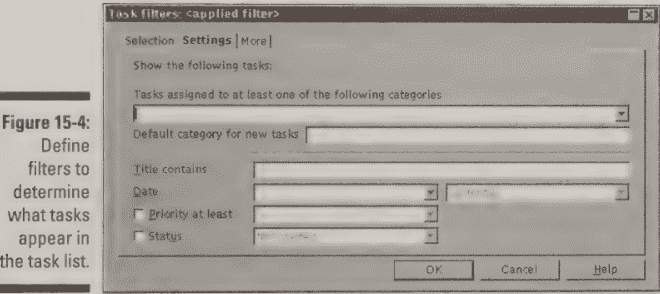 Task filters: <applied filter>
Selection Settings | More |
Show the following tasks:
Tasks assigned to at least one of the following categories
Default category for new tasks
Title contains
Date
Priority at least
Status
OK Cancel Help
Figure 15-4:
Define
filters to
determine
what tasks
appear in
the task list.